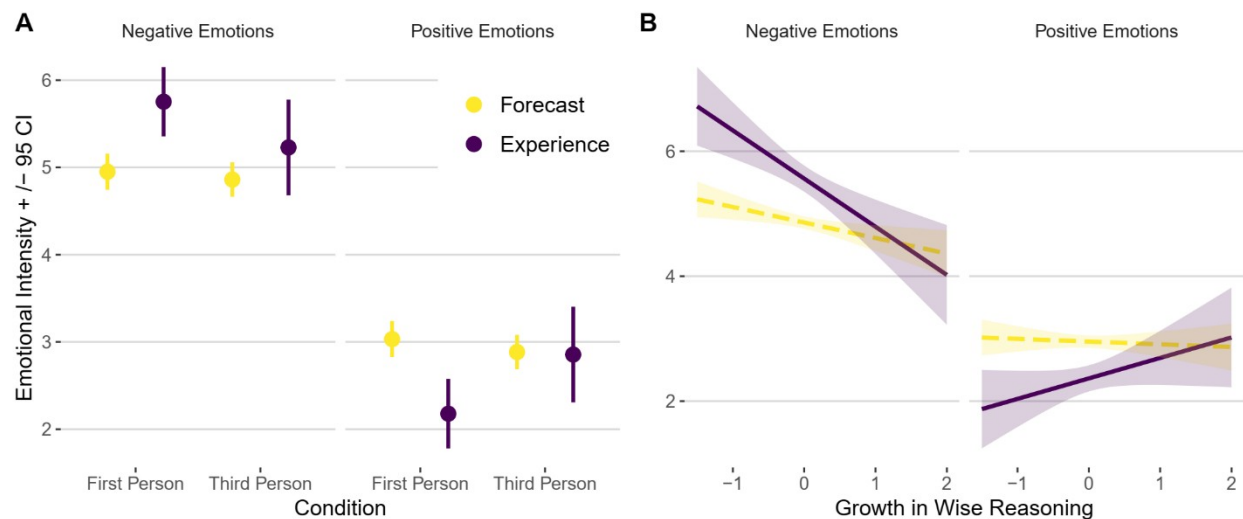 A
Negative Emotions
Positive Emotions
Emotional Intensity + /− 95 CI
6
5
4
3
2
Forecast
Experience
First Person
Third Person
First Person
Third Person
Condition
B
Negative Emotions
Positive Emotions
6
4
2
−1
0
1
2
−1
0
1
2
Growth in Wise Reasoning